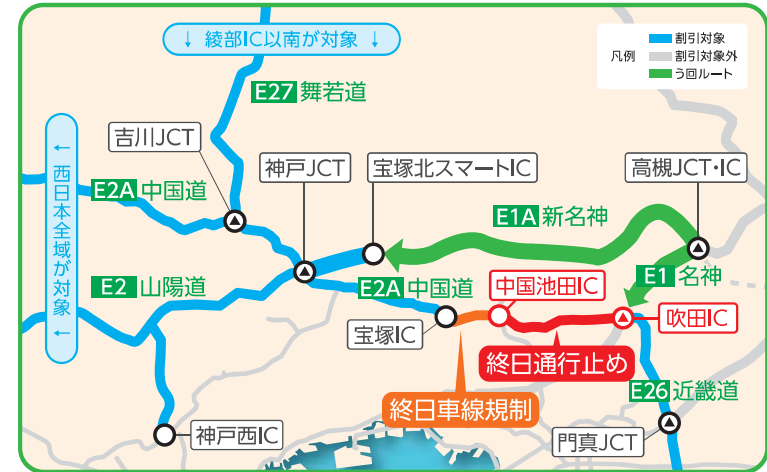 ↓ 綾部IC以南が対象 ↓
凡例
割引対象
割引対象外
う回ルート
E27 舞若道
吉川JCT
神戸JCT
宝塚北スマートIC
高槻JCT・IC
← 西日本全域が対象 ←
E2A 中国道
E1A 新名神
E2 山陽道
E2A 中国道
中国池田IC
E1 名神
宝塚IC
吹田IC
終日通行止め
終日車線規制
E26 近畿道
神戸西IC
門真JCT